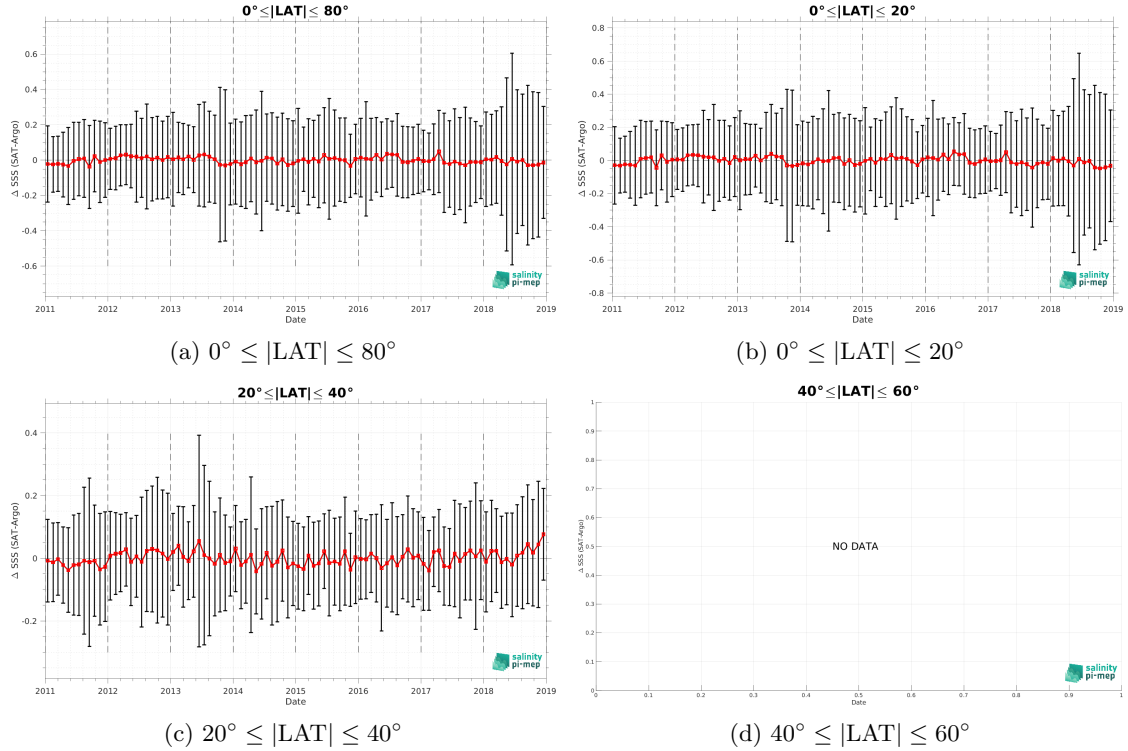 0°≤|LAT|≤ 80°
0.6
0.4
0.2
0
-0.2
-0.4
-0.6
Δ SSS (SAT-Argo)
2011 2012 2013 2014 2015 2016 2017 2018 2019
Date
salinity
pi-mep
(a) 0° ≤ |LAT| ≤ 80°
0°≤|LAT|≤ 20°
0.8
0.6
0.4
0.2
0
-0.2
-0.4
-0.6
-0.8
Δ SSS (SAT-Argo)
2011 2012 2013 2014 2015 2016 2017 2018 2019
Date
salinity
pi-mep
(b) 0° ≤ |LAT| ≤ 20°
20°≤|LAT|≤ 40°
0.4
0.2
0
-0.2
Δ SSS (SAT-Argo)
2011 2012 2013 2014 2015 2016 2017 2018 2019
Date
salinity
pi-mep
(c) 20° ≤ |LAT| ≤ 40°
40°≤|LAT|≤ 60°
1
0.9
0.8
0.7
0.6
0.5
0.4
0.3
0.2
0.1
0
Δ SSS (SAT-Argo)
NO DATA
0 0.1 0.2 0.3 0.4 0.5 0.6 0.7 0.8 0.9 1
Date
salinity
pi-mep
(d) 40° ≤ |LAT| ≤ 60°